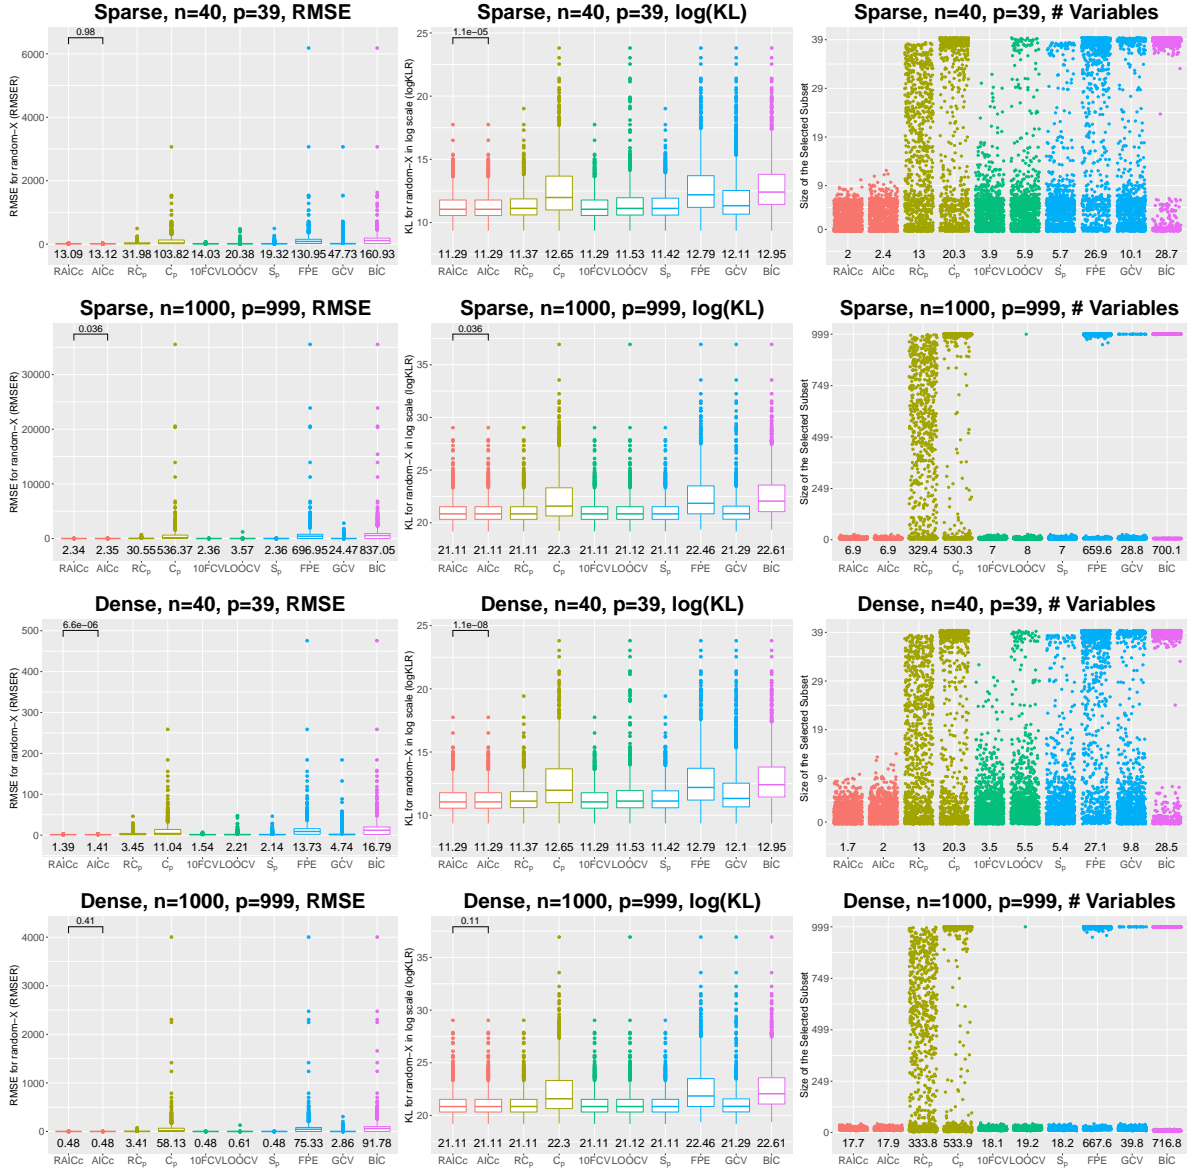 Sparse, n=40, p=39, RMSE
RMSE for random−X (RMSER)
6000
4000
2000
0
0.98
13.09 13.12 31.98 103.82 14.03 20.38 19.32 130.95 47.73 160.93
RAICc AICc RCp Cp 10FCV LOOCV Sp FPE GCV BIC
Sparse, n=40, p=39, log(KL)
KL for random−X in log scale (logKLR)
25
20
15
10
1.1e−05
11.29 11.29 11.37 12.65 11.29 11.53 11.42 12.79 12.11 12.95
RAICc AICc RCp Cp 10FCV LOOCV Sp FPE GCV BIC
Sparse, n=40, p=39, # Variables
Size of the Selected Subset
39
29
19
9
0
2 2.4 13 20.3 3.9 5.9 5.7 26.9 10.1 28.7
RAICc AICc RCp Cp 10FCV LOOCV Sp FPE GCV BIC
Sparse, n=1000, p=999, RMSE
RMSE for random−X (RMSER)
30000
20000
10000
0
0.036
2.34 2.35 30.55 536.37 2.36 3.57 2.36 696.95 24.47 837.05
RAICc AICc RCp Cp 10FCV LOOCV Sp FPE GCV BIC
Sparse, n=1000, p=999, log(KL)
KL for random−X in log scale (logKLR)
35
30
25
20
0.036
21.11 21.11 21.11 22.3 21.11 21.12 21.11 22.46 21.29 22.61
RAICc AICc RCp Cp 10FCV LOOCV Sp FPE GCV BIC
Sparse, n=1000, p=999, # Variables
Size of the Selected Subset
999
749
499
249
0
6.9 6.9 329.4 530.3 7 8 7 659.6 28.8 700.1
RAICc AICc RCp Cp 10FCV LOOCV Sp FPE GCV BIC
Dense, n=40, p=39, RMSE
RMSE for random−X (RMSER)
500
400
300
200
100
0
6.6e−06
1.39 1.41 3.45 11.04 1.54 2.21 2.14 13.73 4.74 16.79
RAICc AICc RCp Cp 10FCV LOOCV Sp FPE GCV BIC
Dense, n=40, p=39, log(KL)
KL for random−X in log scale (logKLR)
25
20
15
10
1.1e−08
11.29 11.29 11.37 12.65 11.29 11.52 11.42 12.79 12.1 12.95
RAICc AICc RCp Cp 10FCV LOOCV Sp FPE GCV BIC
Dense, n=40, p=39, # Variables
Size of the Selected Subset
39
29
19
9
0
1.7 2 13 20.3 3.5 5.5 5.4 27.1 9.8 28.5
RAICc AICc RCp Cp 10FCV LOOCV Sp FPE GCV BIC
Dense, n=1000, p=999, RMSE
RMSE for random−X (RMSER)
4000
3000
2000
1000
0
0.41
0.48 0.48 3.41 58.13 0.48 0.61 0.48 75.33 2.86 91.78
RAICc AICc RCp Cp 10FCV LOOCV Sp FPE GCV BIC
Dense, n=1000, p=999, log(KL)
KL for random−X in log scale (logKLR)
35
30
25
20
0.11
21.11 21.11 21.11 22.3 21.11 21.12 21.11 22.46 21.29 22.61
RAICc AICc RCp Cp 10FCV LOOCV Sp FPE GCV BIC
Dense, n=1000, p=999, # Variables
Size of the Selected Subset
999
749
499
249
0
17.7 17.9 333.8 533.9 18.1 19.2 18.2 667.6 39.8 716.8
RAICc AICc RCp Cp 10FCV LOOCV Sp FPE GCV BIC